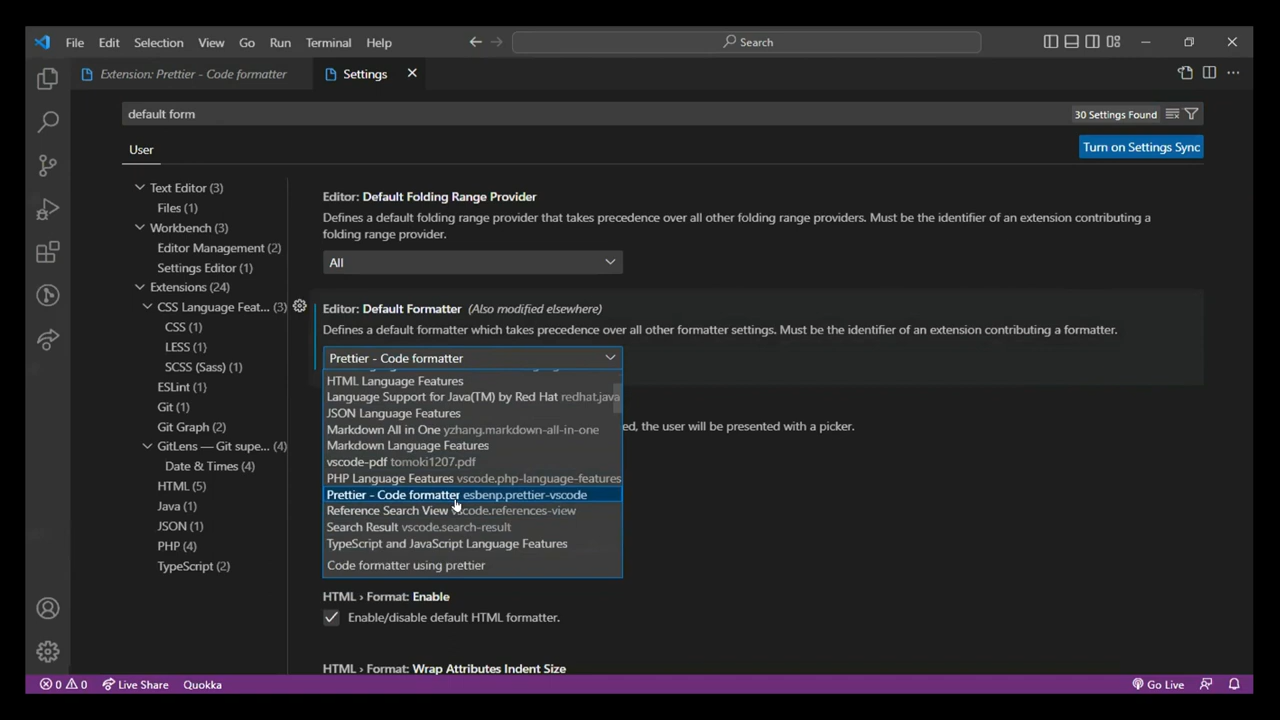 File Edit Selection View Go Run Terminal Help Search
Extension: Prettier - Code formatter Settings
default form 30 Settings Found
User Turn on Settings Sync
Text Editor (3)
Files (1)
Workbench (3)
Editor Management (2)
Settings Editor (1)
Extensions (24)
CSS Language Feat... (3)
CSS (1)
LESS (1)
SCSS (Sass) (1)
ESLint (1)
Git (1)
Git Graph (2)
GitLens — Git supe... (4)
Date & Times (4)
HTML (5)
Java (1)
JSON (1)
PHP (4)
TypeScript (2)
Editor: Default Folding Range Provider
Defines a default folding range provider that takes precedence over all other folding range providers. Must be the identifier of an extension contributing a
folding range provider.
All
Editor: Default Formatter (Also modified elsewhere)
Defines a default formatter which takes precedence over all other formatter settings. Must be the identifier of an extension contributing a formatter.
Prettier - Code formatter
HTML Language Features
Language Support for Java(TM) by Red Hat redhat.java
JSON Language Features
Markdown All in One yzhang.markdown-all-in-one
ed, the user will be presented with a picker.
Markdown Language Features
vscode-pdf tomoki1207.pdf
PHP Language Features vscode.php-language-features
Prettier - Code formatter esbenp.prettier-vscode
Reference Search View vscode.references-view
Search Result vscode.search-result
TypeScript and JavaScript Language Features
Code formatter using prettier
HTML › Format: Enable
Enable/disable default HTML formatter.
HTML › Format: Wrap Attributes Indent Size
0 0 Live Share Quokka Go Live